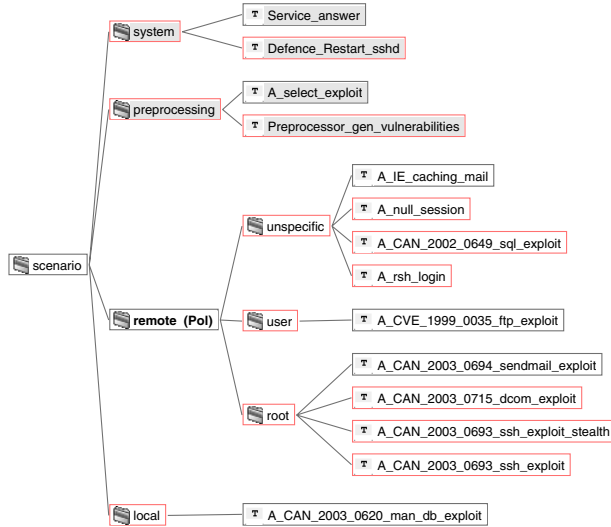 scenario
system
Service_answer
Defence_Restart_sshd
preprocessing
A_select_exploit
Preprocessor_gen_vulnerabilities
remote (Pol)
unspecific
A_IE_caching_mail
A_null_session
A_CAN_2002_0649_sql_exploit
A_rsh_login
user
A_CVE_1999_0035_ftp_exploit
root
A_CAN_2003_0694_sendmail_exploit
A_CAN_2003_0715_dcom_exploit
A_CAN_2003_0693_ssh_exploit_stealth
A_CAN_2003_0693_ssh_exploit
local
A_CAN_2003_0620_man_db_exploit